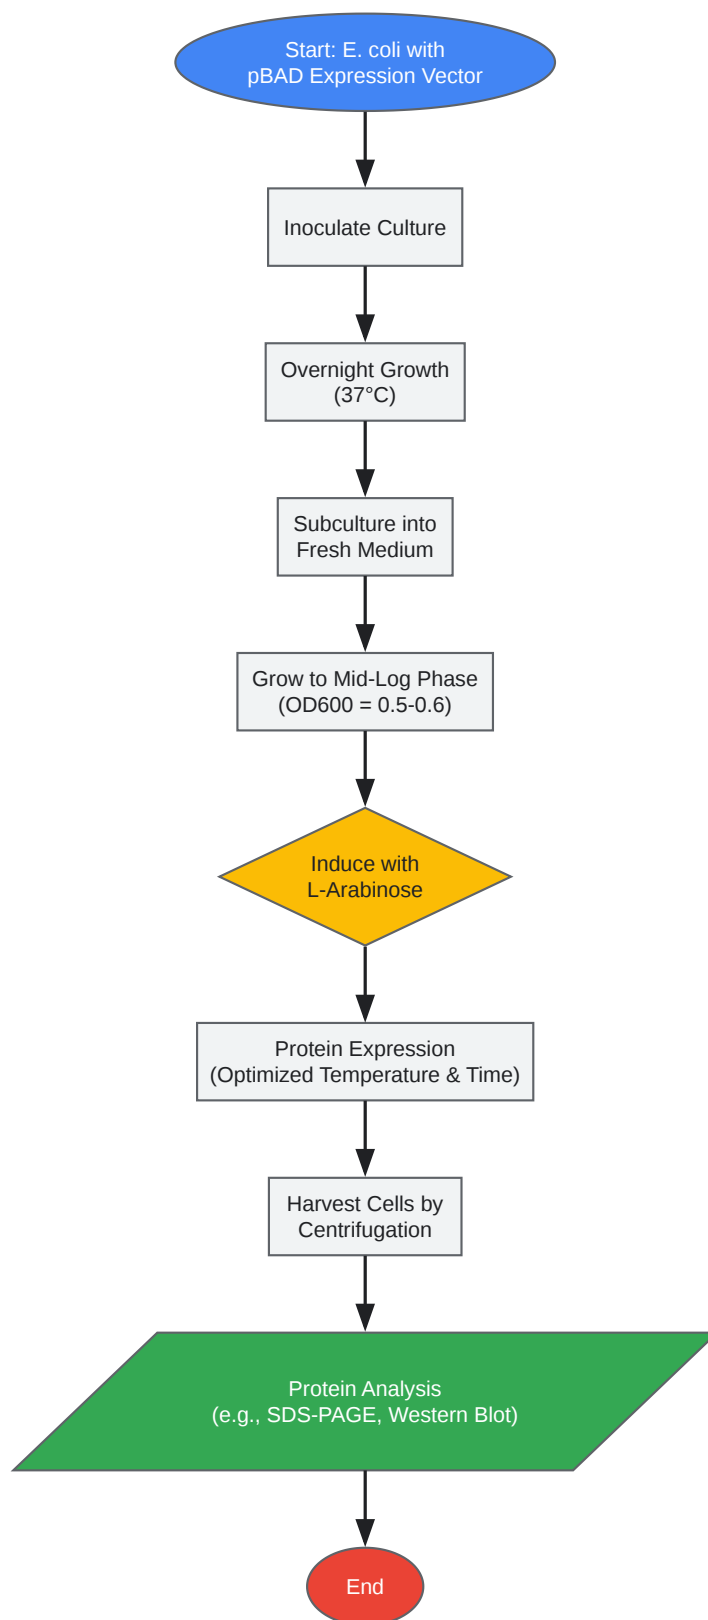 Start: E. coli with
pBAD Expression Vector
Inoculate Culture
Overnight Growth
(37°C)
Subculture into
Fresh Medium
Grow to Mid-Log Phase
(OD600 = 0.5-0.6)
Induce with
L-Arabinose
Protein Expression
(Optimized Temperature & Time)
Harvest Cells by
Centrifugation
Protein Analysis
(e.g., SDS-PAGE, Western Blot)
End